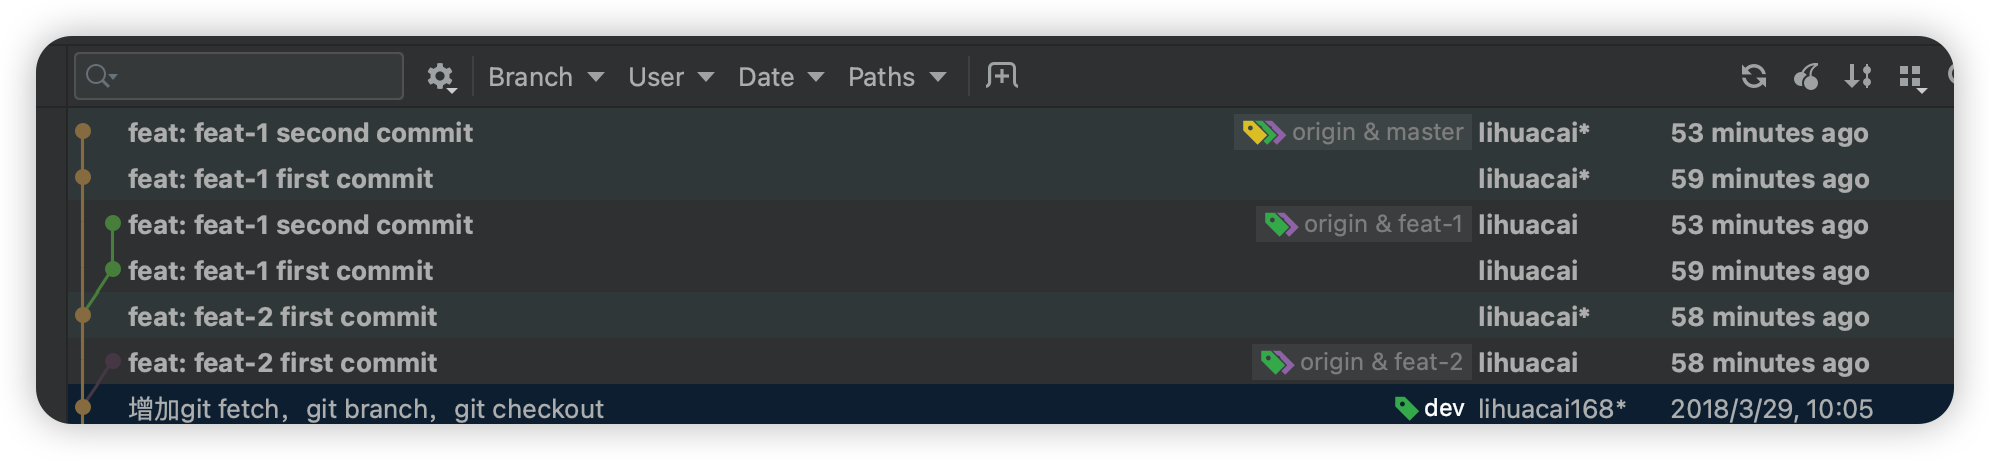 Branch User Date Paths
feat: feat-1 second commit origin & master lihuacai* 53 minutes ago
feat: feat-1 first commit lihuacai* 59 minutes ago
feat: feat-1 second commit origin & feat-1 lihuacai 53 minutes ago
feat: feat-1 first commit lihuacai 59 minutes ago
feat: feat-2 first commit lihuacai* 58 minutes ago
feat: feat-2 first commit origin & feat-2 lihuacai 58 minutes ago
增加git fetch，git branch，git checkout dev lihuacai168* 2018/3/29, 10:05